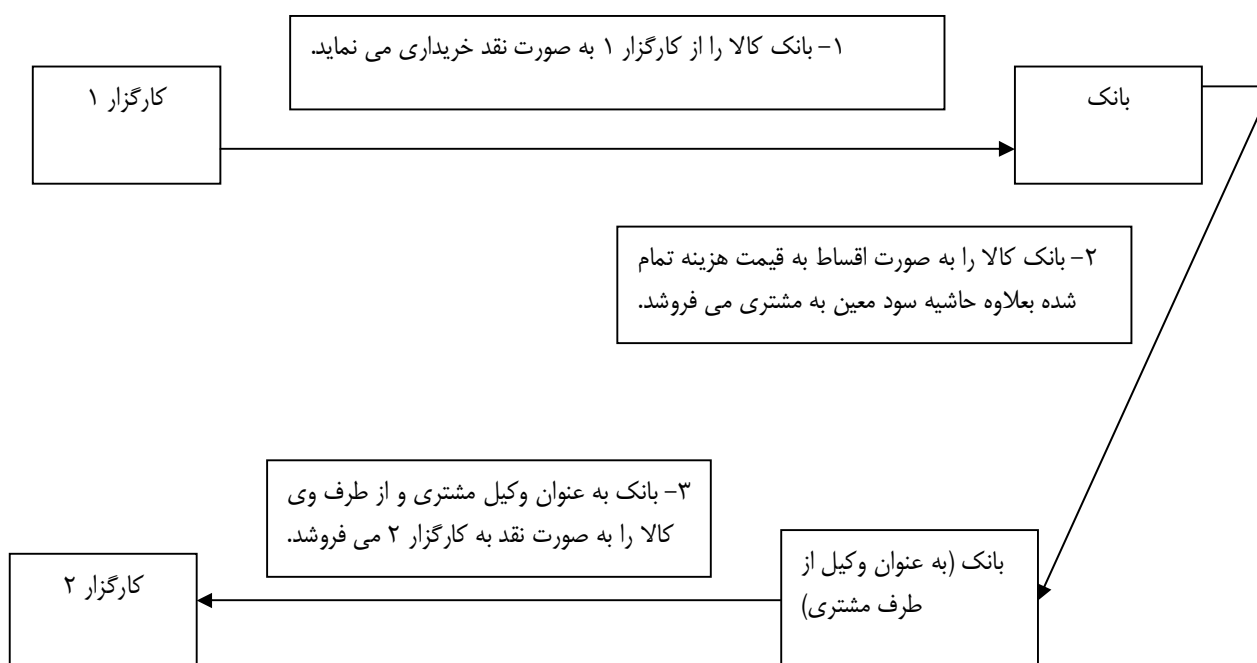 ۱- بانک کالا را از کارگزار ۱ به صورت نقد خریداری می نماید.
بانک
کارگزار ۱
۲- بانک کالا را به صورت اقساط به قیمت هزینه تمام
شده بعلاوه حاشیه سود معین به مشتری می فروشد.
۳- بانک به عنوان وکیل مشتری و از طرف وی
کالا را به صورت نقد به کارگزار ۲ می فروشد.
بانک (به عنوان وکیل از
طرف مشتری)
کارگزار ۲